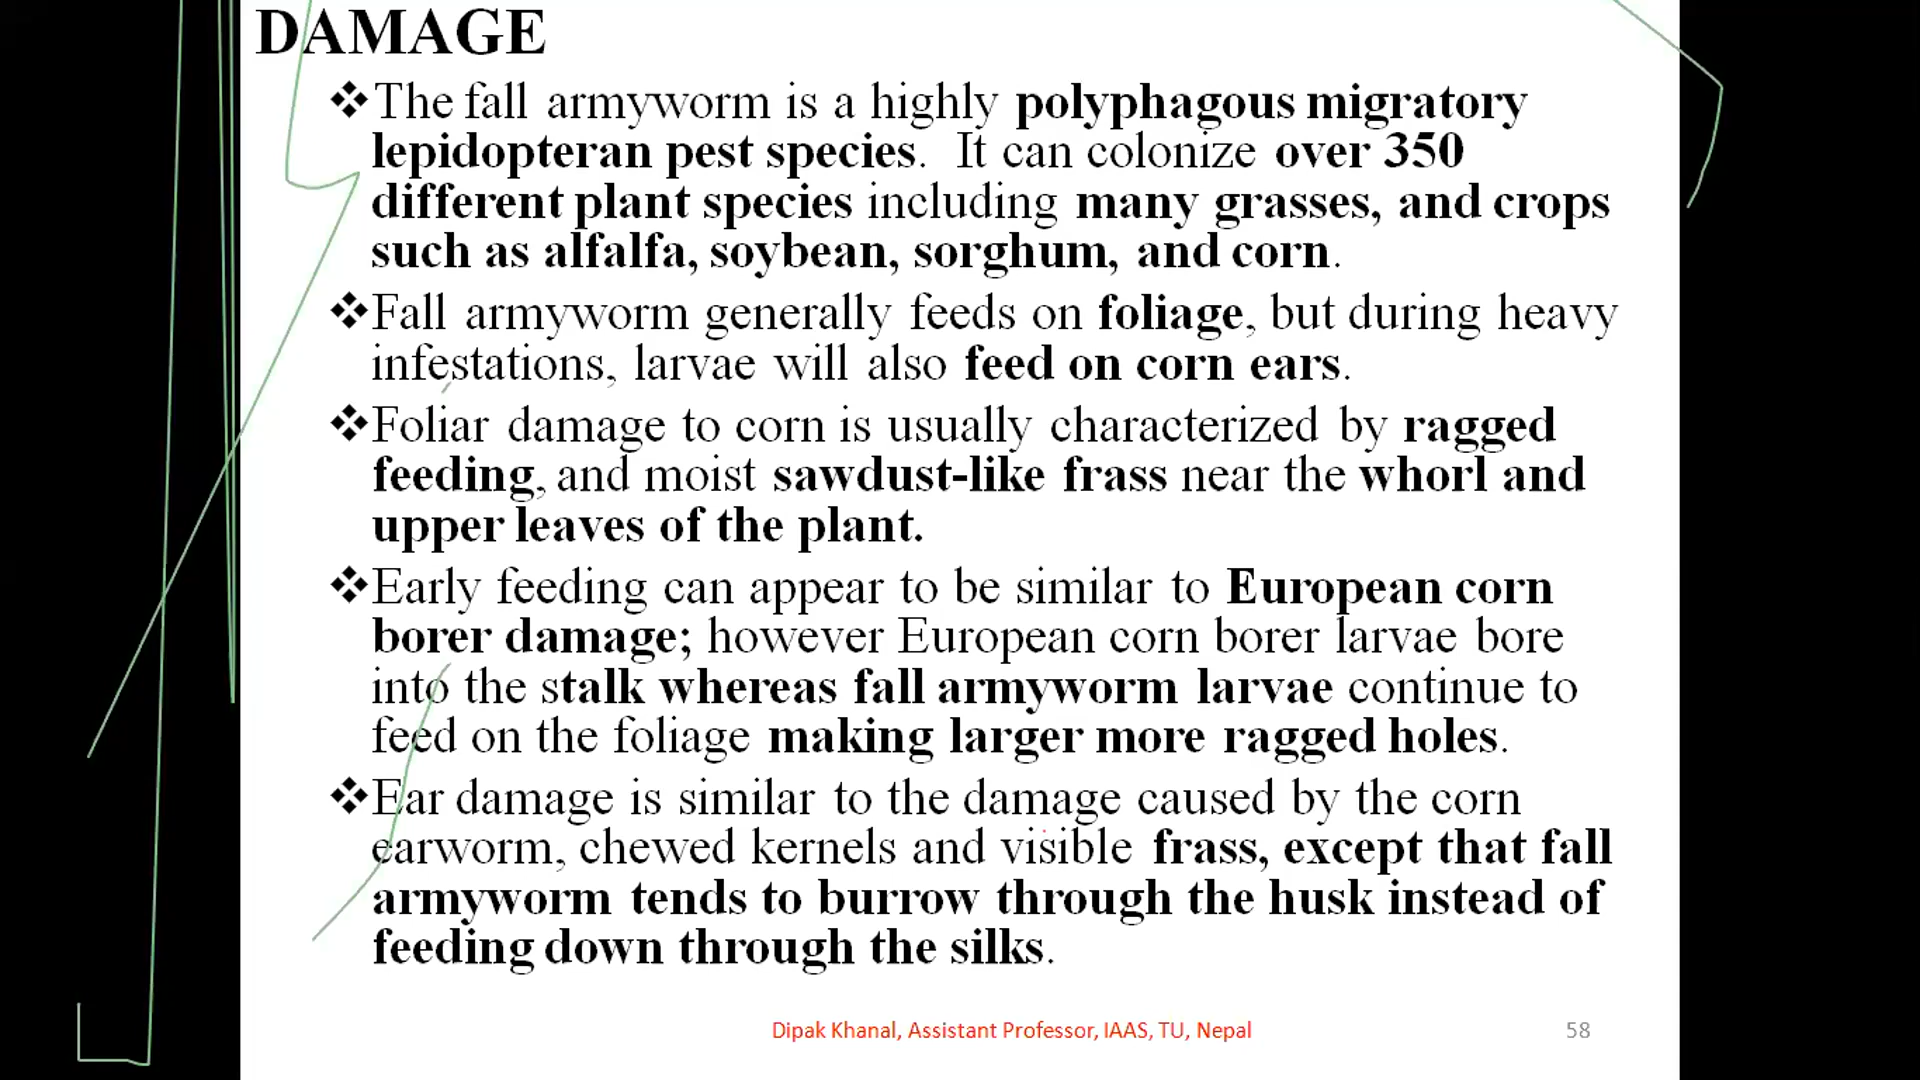 DAMAGE
❖The fall armyworm is a highly polyphagous migratory
lepidopteran pest species. It can colonize over 350
different plant species including many grasses, and crops
such as alfalfa, soybean, sorghum, and corn.
❖Fall armyworm generally feeds on foliage, but during heavy
infestations, larvae will also feed on corn ears.
❖Foliar damage to corn is usually characterized by ragged
feeding, and moist sawdust-like frass near the whorl and
upper leaves of the plant.
❖Early feeding can appear to be similar to European corn
borer damage; however European corn borer larvae bore
into the stalk whereas fall armyworm larvae continue to
feed on the foliage making larger more ragged holes.
❖Ear damage is similar to the damage caused by the corn
earworm, chewed kernels and visible frass, except that fall
armyworm tends to burrow through the husk instead of
feeding down through the silks.
Dipak Khanal, Assistant Professor, IAAS, TU, Nepal
58